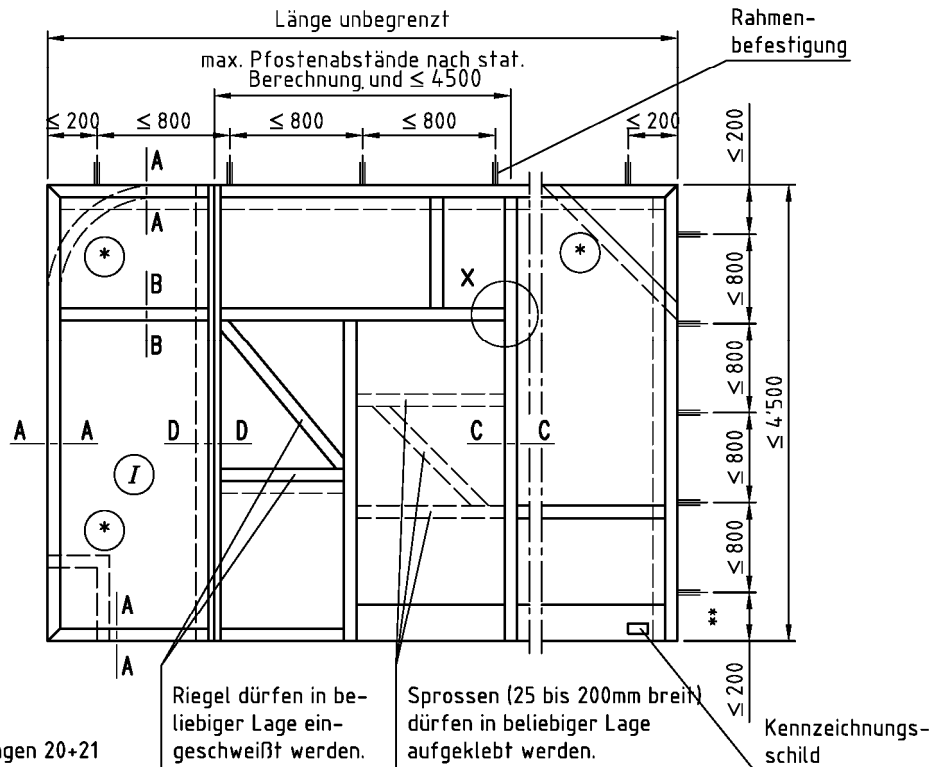 Länge unbegrenzt
Rahmen-
befestigung
max. Pfostenabstände nach stat.
Berechnung und ≤ 4500
≤ 200
≤ 800
≤ 800
≤ 800
≤ 200
≤ 200
A
A
*
*
B
B
X
≤ 800
≤ 800
≤ 4'500
A
A
D
D
C
C
I
≤ 800
*
≤ 800
A
A
**
≤ 200
Riegel dürfen in be-
liebiger Lage ein-
geschweißt werden.
Sprossen (25 bis 200mm breit)
dürfen in beliebiger Lage
aufgeklebt werden.
Kennzeichnungs-
schild
gen 20+21